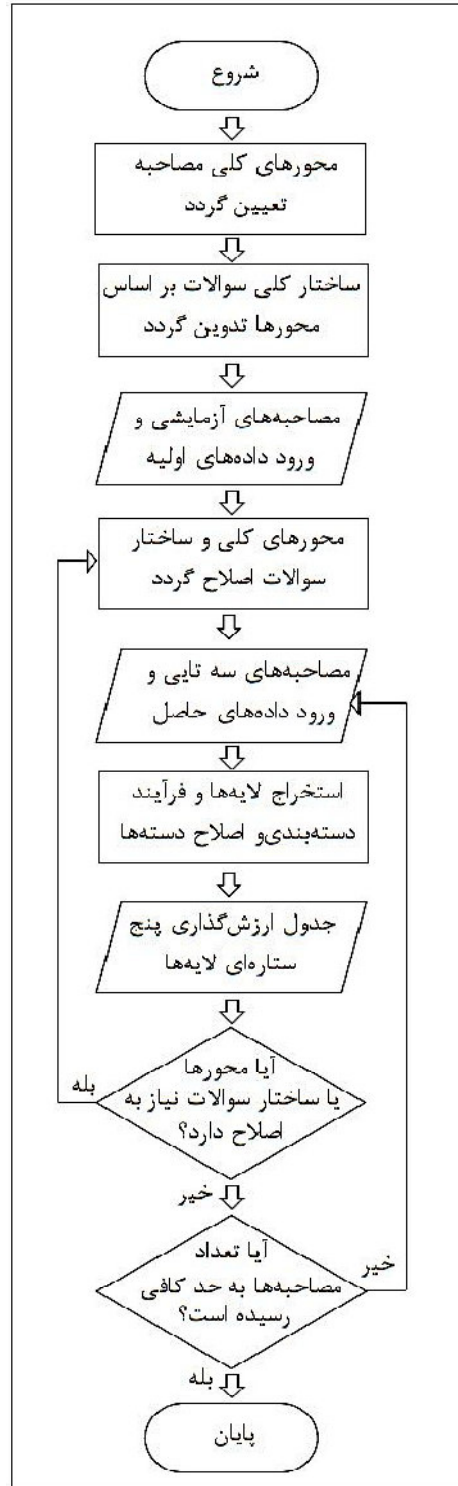 شروع
محورهای کلی مصاحبه
تعیین گردد
ساختار کلی سوالات بر اساس
محورها تدوین گردد
مصاحبه‌های آزمایشی و
ورود داده‌های اولیه
محورهای کلی و ساختار
سوالات اصلاح گردد
مصاحبه‌های سه تایی و
ورود داده‌های حاصل
استخراج لایه‌ها و فرآیند
دسته‌بندی‌و اصلاح دسته‌ها
جدول ارزش‌گذاری پنج
ستاره‌ای لایه‌ها
آیا محورها
یا ساختار سوالات نیاز به
اصلاح دارد؟
بله
خیر
آیا تعداد
مصاحبه‌ها به حد کافی
رسیده است؟
خیر
بله
پایان